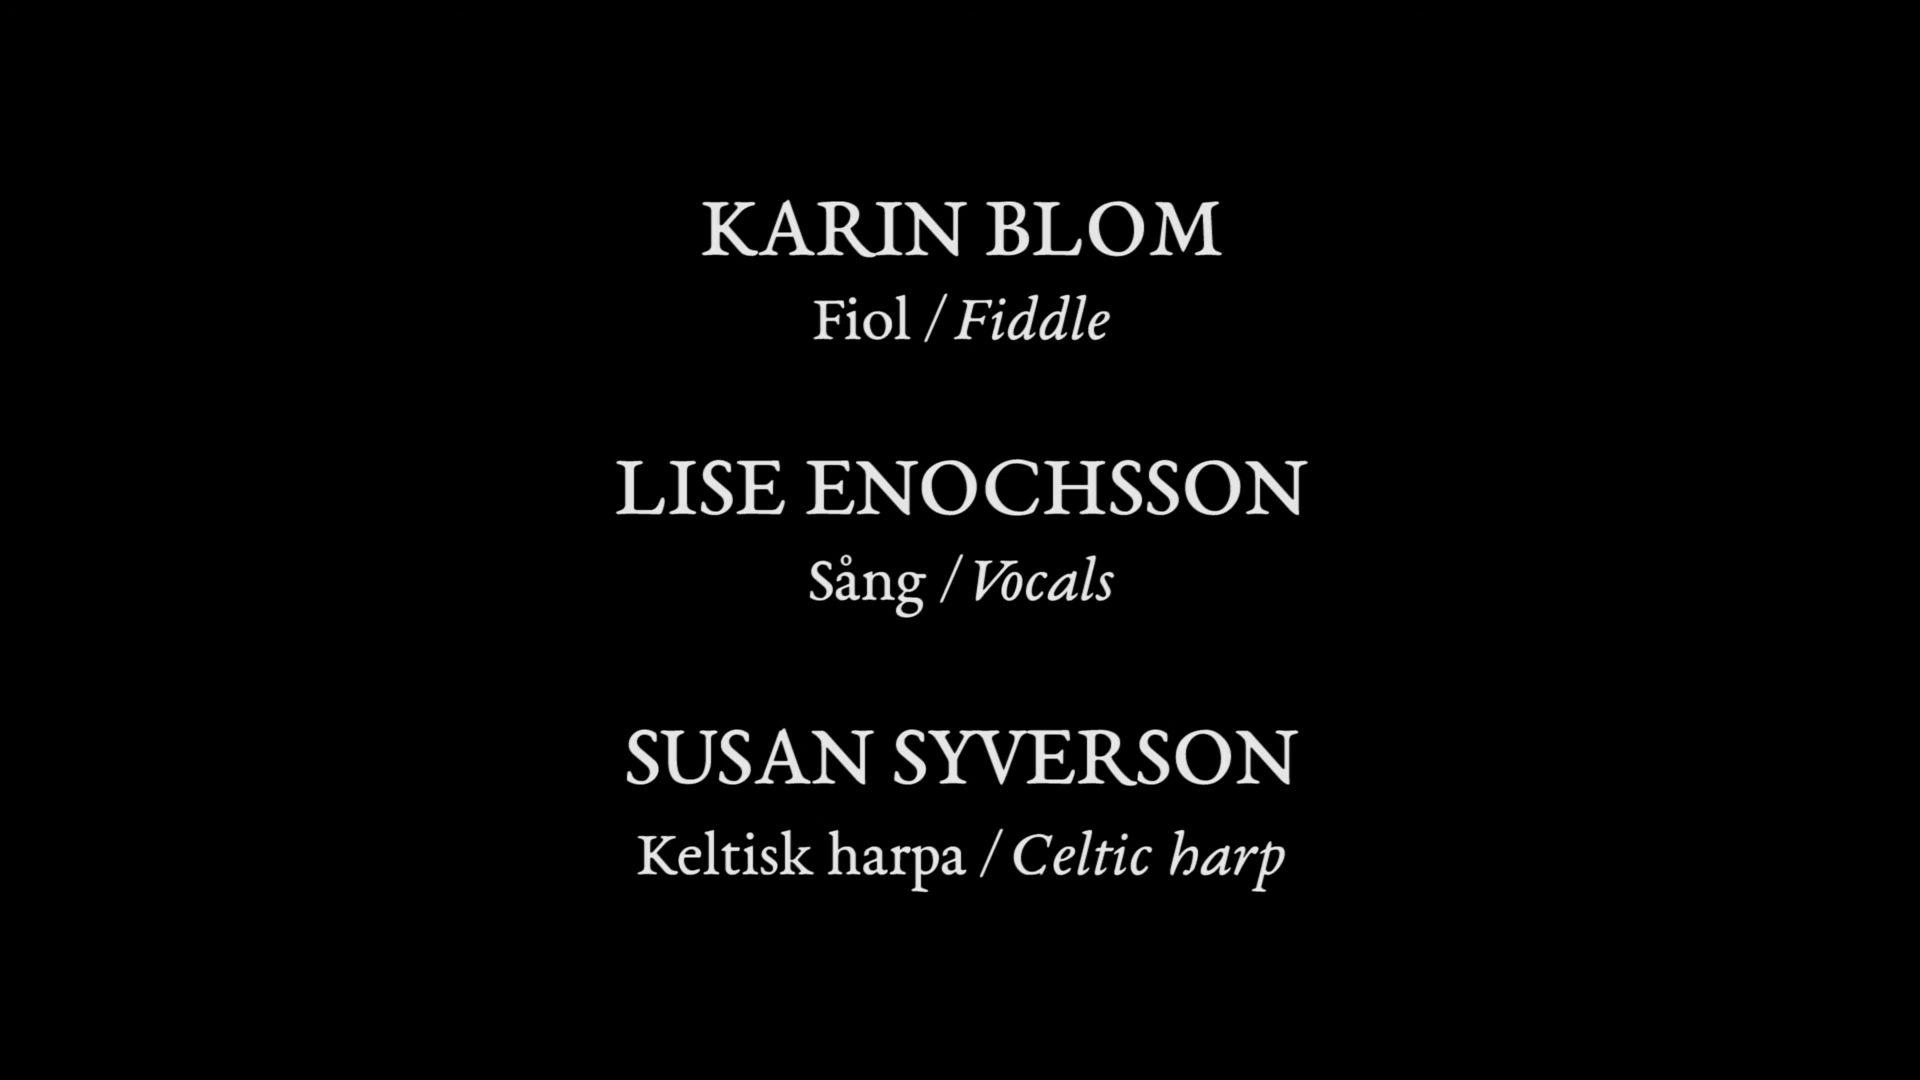 KARIN BLOM
Fiol / Fiddle
LISE ENOCHSSON
Sång / Vocals
SUSAN SYVERSON
Keltisk harpa / Celtic harp